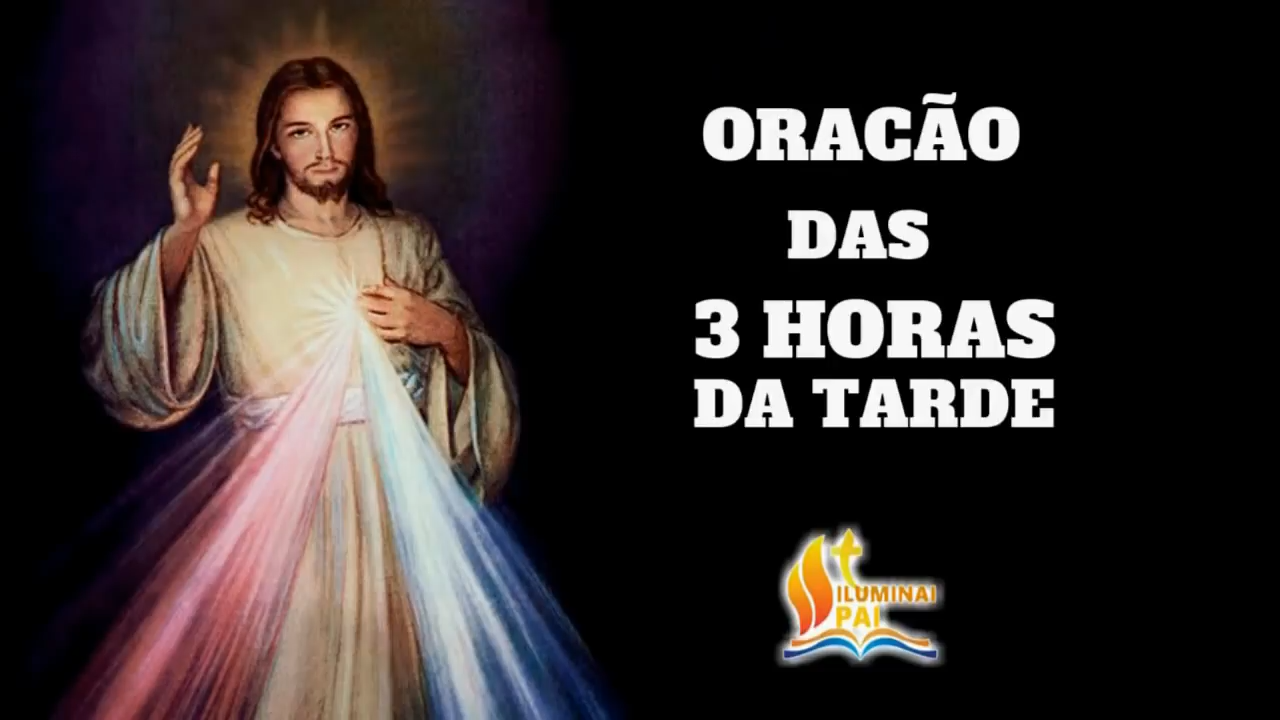 ORACÃO
DAS
3 HORAS
DA TARDE
ILUMINAI
PAI